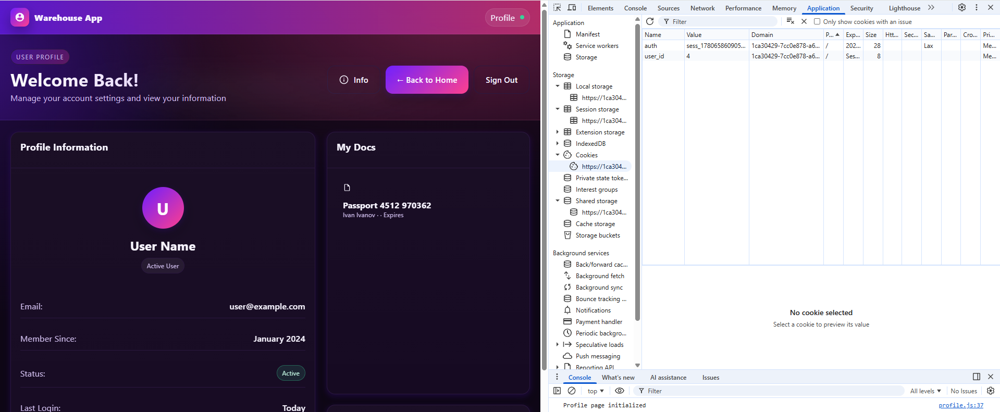 Warehouse App
Profile
USER PROFILE
Welcome Back!
Manage your account settings and view your information
Info
← Back to Home
Sign Out
Profile Information
U
User Name
Active User
Email:
user@example.com
Member Since:
January 2024
Status:
Active
Last Login:
Today
My Docs
Passport 4512 970362
Ivan Ivanov · · Expires
Elements
Console
Sources
Network
Performance
Memory
Application
Security
Lighthouse
Application
Manifest
Service workers
Storage
Storage
Local storage
https://1ca304...
Session storage
https://1ca304...
Extension storage
IndexedDB
Cookies
https://1ca304...
Private state toke...
Interest groups
Shared storage
https://1ca304...
Cache storage
Storage buckets
Background services
Back/forward cac...
Background fetch
Background sync
Bounce tracking ...
Notifications
Payment handler
Periodic backgro...
Speculative loads
Push messaging
Reporting API
Filter
Only show cookies with an issue
Name Value Domain P... Exp... Size Htt... Sec... Sa... Par... Cro... Pri...
auth sess_178065860905... 1ca30429-7cc0e878-a6... / 202... 28 Lax Me...
user_id 4 1ca30429-7cc0e878-a6... / Ses... 8 Me...
No cookie selected
Select a cookie to preview its value
Console
What's new
AI assistance
Issues
top
Filter
All levels
No Issues
Profile page initialized
profile.js:37